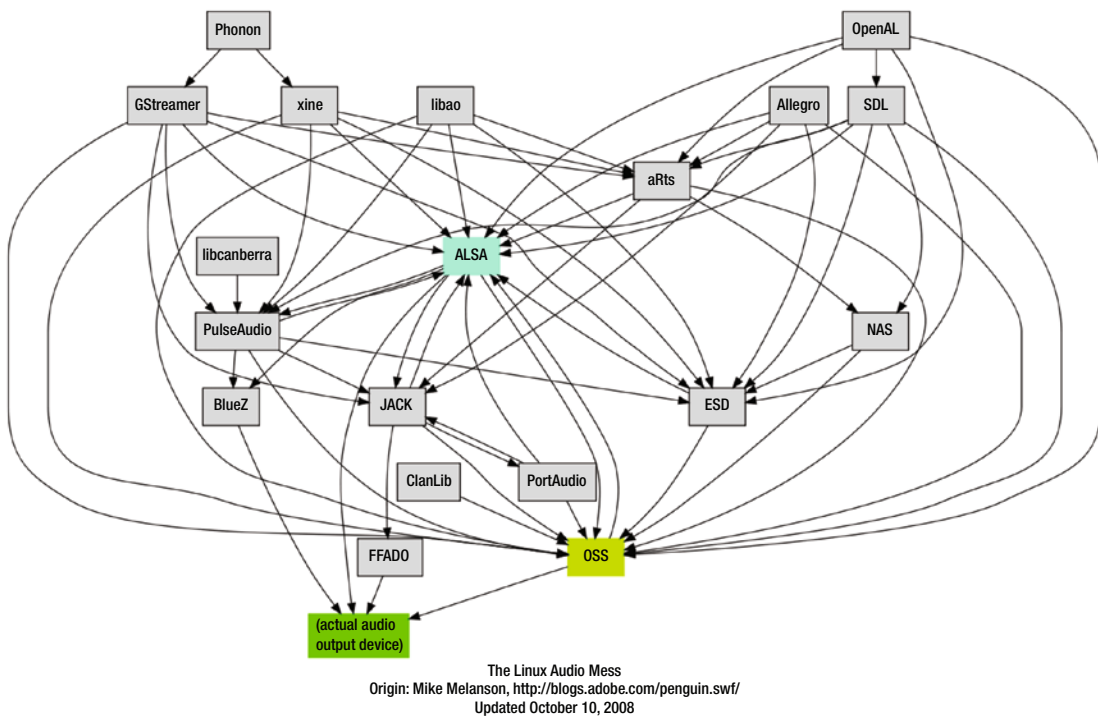 Phonon
OpenAL
GStreamer
xine
libao
Allegro
SDL
aRts
libcanberra
ALSA
PulseAudio
NAS
BlueZ
JACK
ESD
ClanLib
PortAudio
FFADO
OSS
(actual audio
output device)
The Linux Audio Mess
Origin: Mike Melanson, http://blogs.adobe.com/penguin.swf/
Updated October 10, 2008